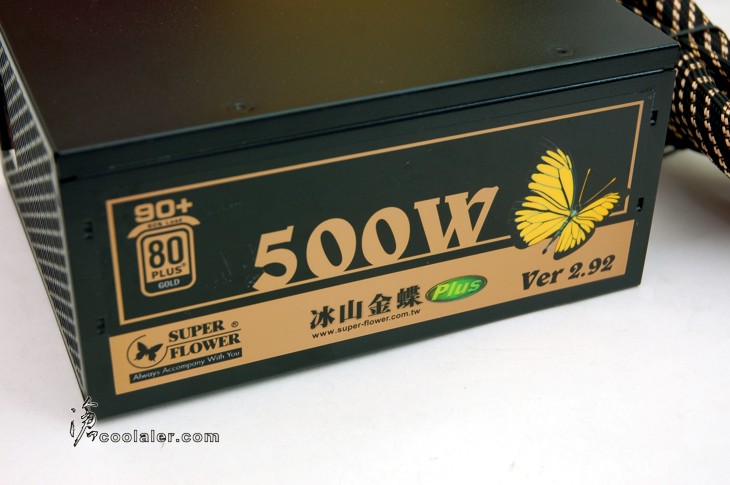 90+
80
PLUS®
GOLD
500W
SUPER
FLOWER®
Always Accompany With You
冰山金蝶 Plus
www.super-flower.com.tw
Ver 2.92
滄
coolaler.com